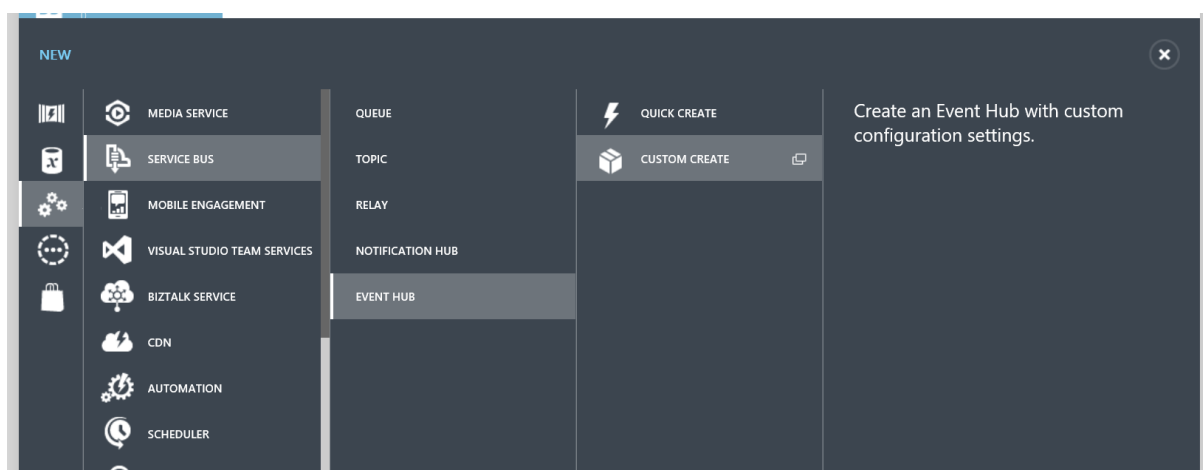 NEW
MEDIA SERVICE
SERVICE BUS
MOBILE ENGAGEMENT
VISUAL STUDIO TEAM SERVICES
BIZTALK SERVICE
CDN
AUTOMATION
SCHEDULER
QUEUE
TOPIC
RELAY
NOTIFICATION HUB
EVENT HUB
QUICK CREATE
CUSTOM CREATE
Create an Event Hub with custom
configuration settings.